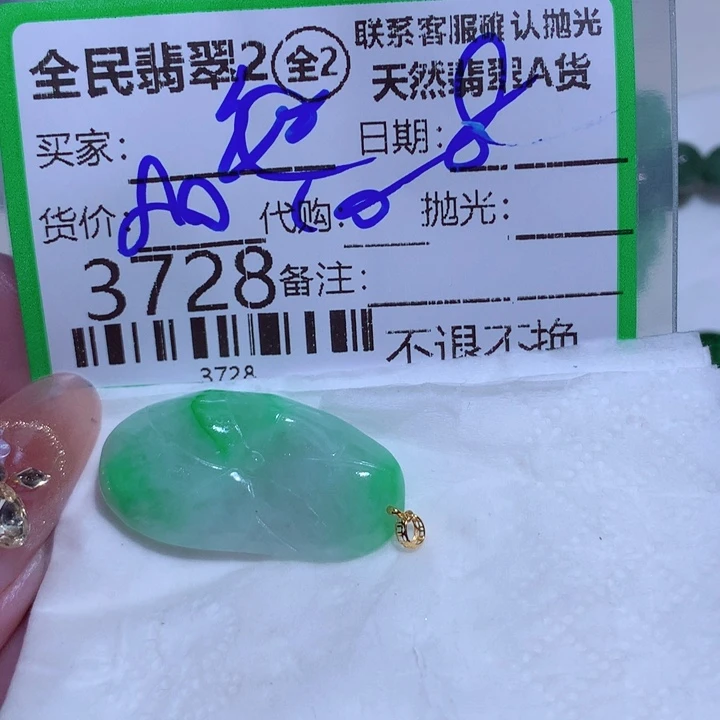 全民翡翠2 全2
联系客服确认抛光
天然翡翠A货
买家：
日期：
货价：
代购：
抛光：
3728
备注：
3728
不退不换